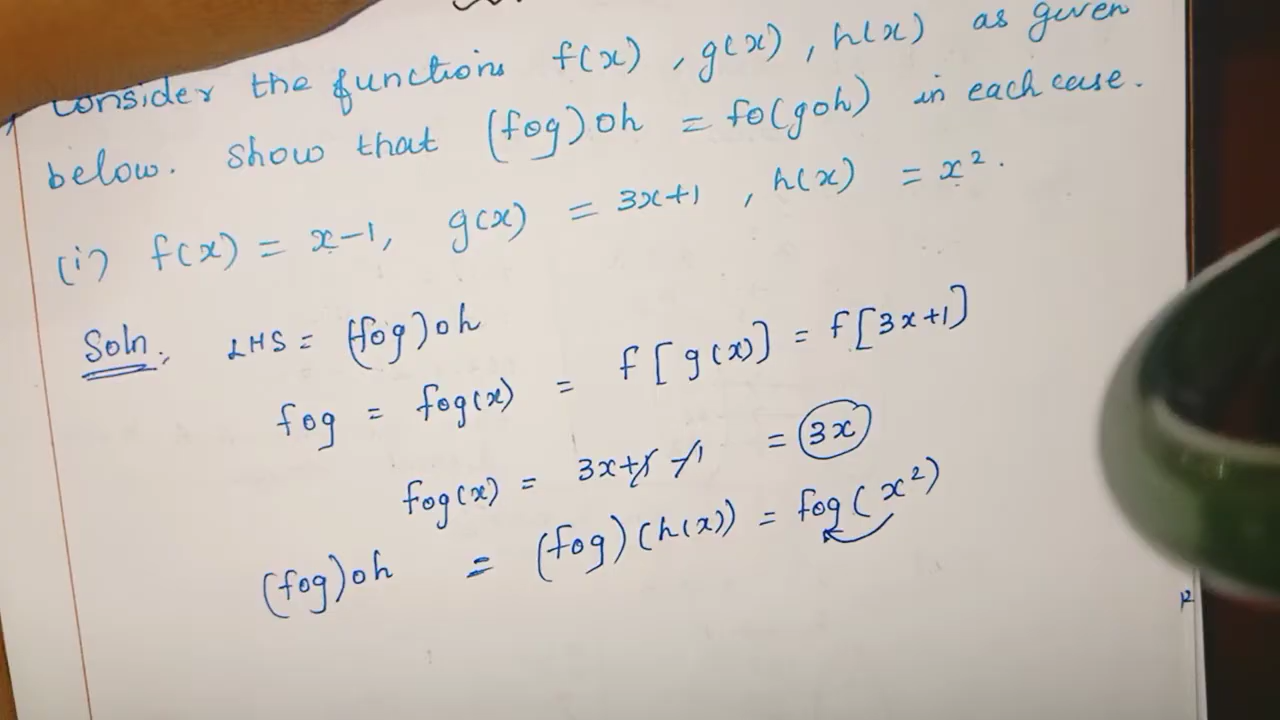 Consider the functions f(x), g(x), h(x) as given
below. Show that (fog)oh = fo(goh) in each case.
(i) f(x) = x-1, g(x) = 3x+1, h(x) = x².
Soln: LHS = (fog)oh
fog = fog(x) = f[g(x)] = f[3x+1]
fog(x) = 3x+1-1 = 3x
(fog)oh = (fog)(h(x)) = fog(x²)